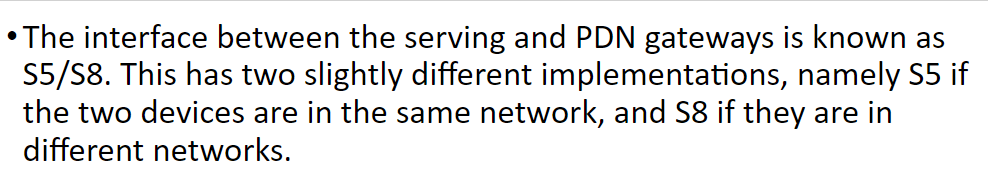 •The interface between the serving and PDN gateways is known as
S5/S8. This has two slightly different implementations, namely S5 if
the two devices are in the same network, and S8 if they are in
different networks.